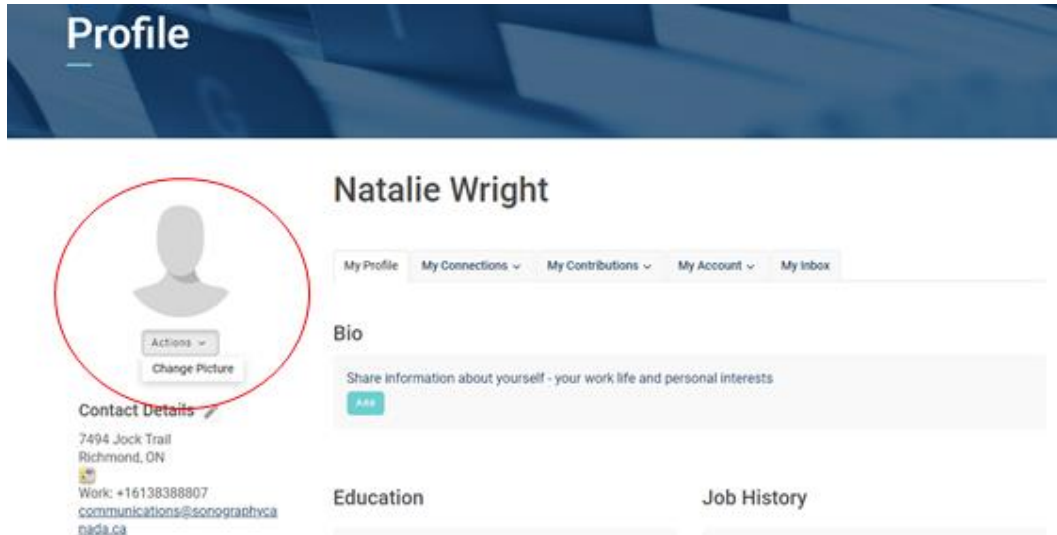 Profile
Natalie Wright
My Profile My Connections My Contributions My Account My Inbox
Actions
Change Picture
Bio
Share information about yourself - your work life and personal interests
Add
Contact Details
7494 Jock Trail
Richmond, ON
Work: +16138388807
communications@sonographyca
nada.ca
Education
Job History